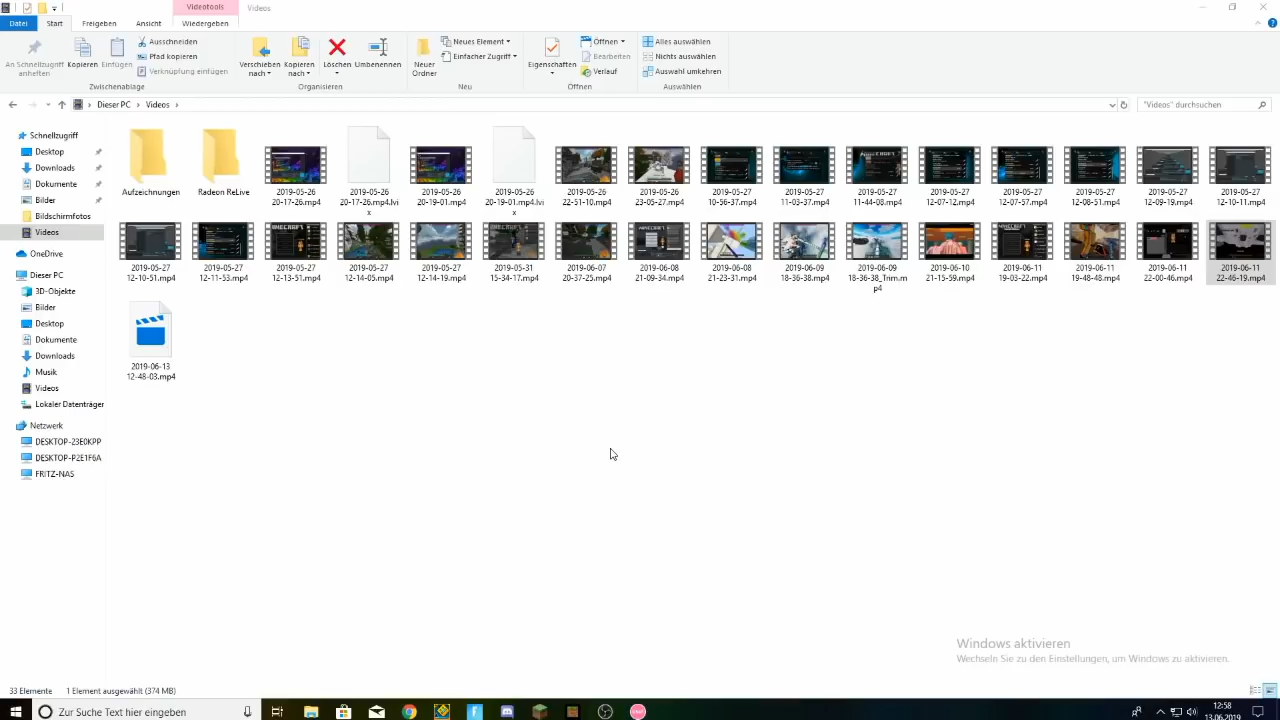 Videotools
Videos
Datei
Start
Freigeben
Ansicht
Wiedergeben
An Schnellzugriff
anheften
Kopieren
Einfügen
Ausschneiden
Pfad kopieren
Verknüpfung einfügen
Zwischenablage
Verschieben
nach
Kopieren
nach
Löschen
Umbenennen
Organisieren
Neuer
Ordner
Neues Element
Einfacher Zugriff
Neu
Eigenschaften
Öffnen
Bearbeiten
Verlauf
Öffnen
Alles auswählen
Nichts auswählen
Auswahl umkehren
Auswählen
Dieser PC
Videos
"Videos" durchsuchen
Schnellzugriff
Desktop
Downloads
Dokumente
Bilder
Bildschirmfotos
Videos
OneDrive
Dieser PC
3D-Objekte
Bilder
Desktop
Dokumente
Downloads
Musik
Videos
Lokaler Datenträger
Netzwerk
DESKTOP-23E0KPP
DESKTOP-P2E1F6A
FRITZ-NAS
Aufzeichnungen
Radeon ReLive
2019-05-26
20-17-26.mp4
2019-05-26
20-17-26.mp4.lvi
x
2019-05-26
20-19-01.mp4
2019-05-26
20-19-01.mp4.lvi
x
2019-05-26
22-51-10.mp4
2019-05-26
23-05-27.mp4
2019-05-27
10-56-37.mp4
2019-05-27
11-03-37.mp4
2019-05-27
11-44-08.mp4
2019-05-27
12-07-12.mp4
2019-05-27
12-07-57.mp4
2019-05-27
12-08-51.mp4
2019-05-27
12-09-19.mp4
2019-05-27
12-10-11.mp4
2019-05-27
12-10-51.mp4
2019-05-27
12-11-53.mp4
MINECRAFT
2019-05-27
12-13-51.mp4
2019-05-27
12-14-05.mp4
2019-05-27
12-14-19.mp4
2019-05-31
15-34-17.mp4
2019-06-07
20-37-25.mp4
2019-06-08
21-09-34.mp4
2019-06-08
21-23-31.mp4
2019-06-09
18-36-38.mp4
2019-06-09
18-36-38_Trim.m
p4
2019-06-10
21-15-59.mp4
2019-06-11
19-03-22.mp4
2019-06-11
19-48-48.mp4
2019-06-11
22-00-46.mp4
2019-06-11
22-46-19.mp4
2019-06-13
12-48-03.mp4
Windows aktivieren
Wechseln Sie zu den Einstellungen, um Windows zu aktivieren.
33 Elemente
1 Element ausgewählt (374 MB)
Zur Suche Text hier eingeben
12:58
13.06.2019